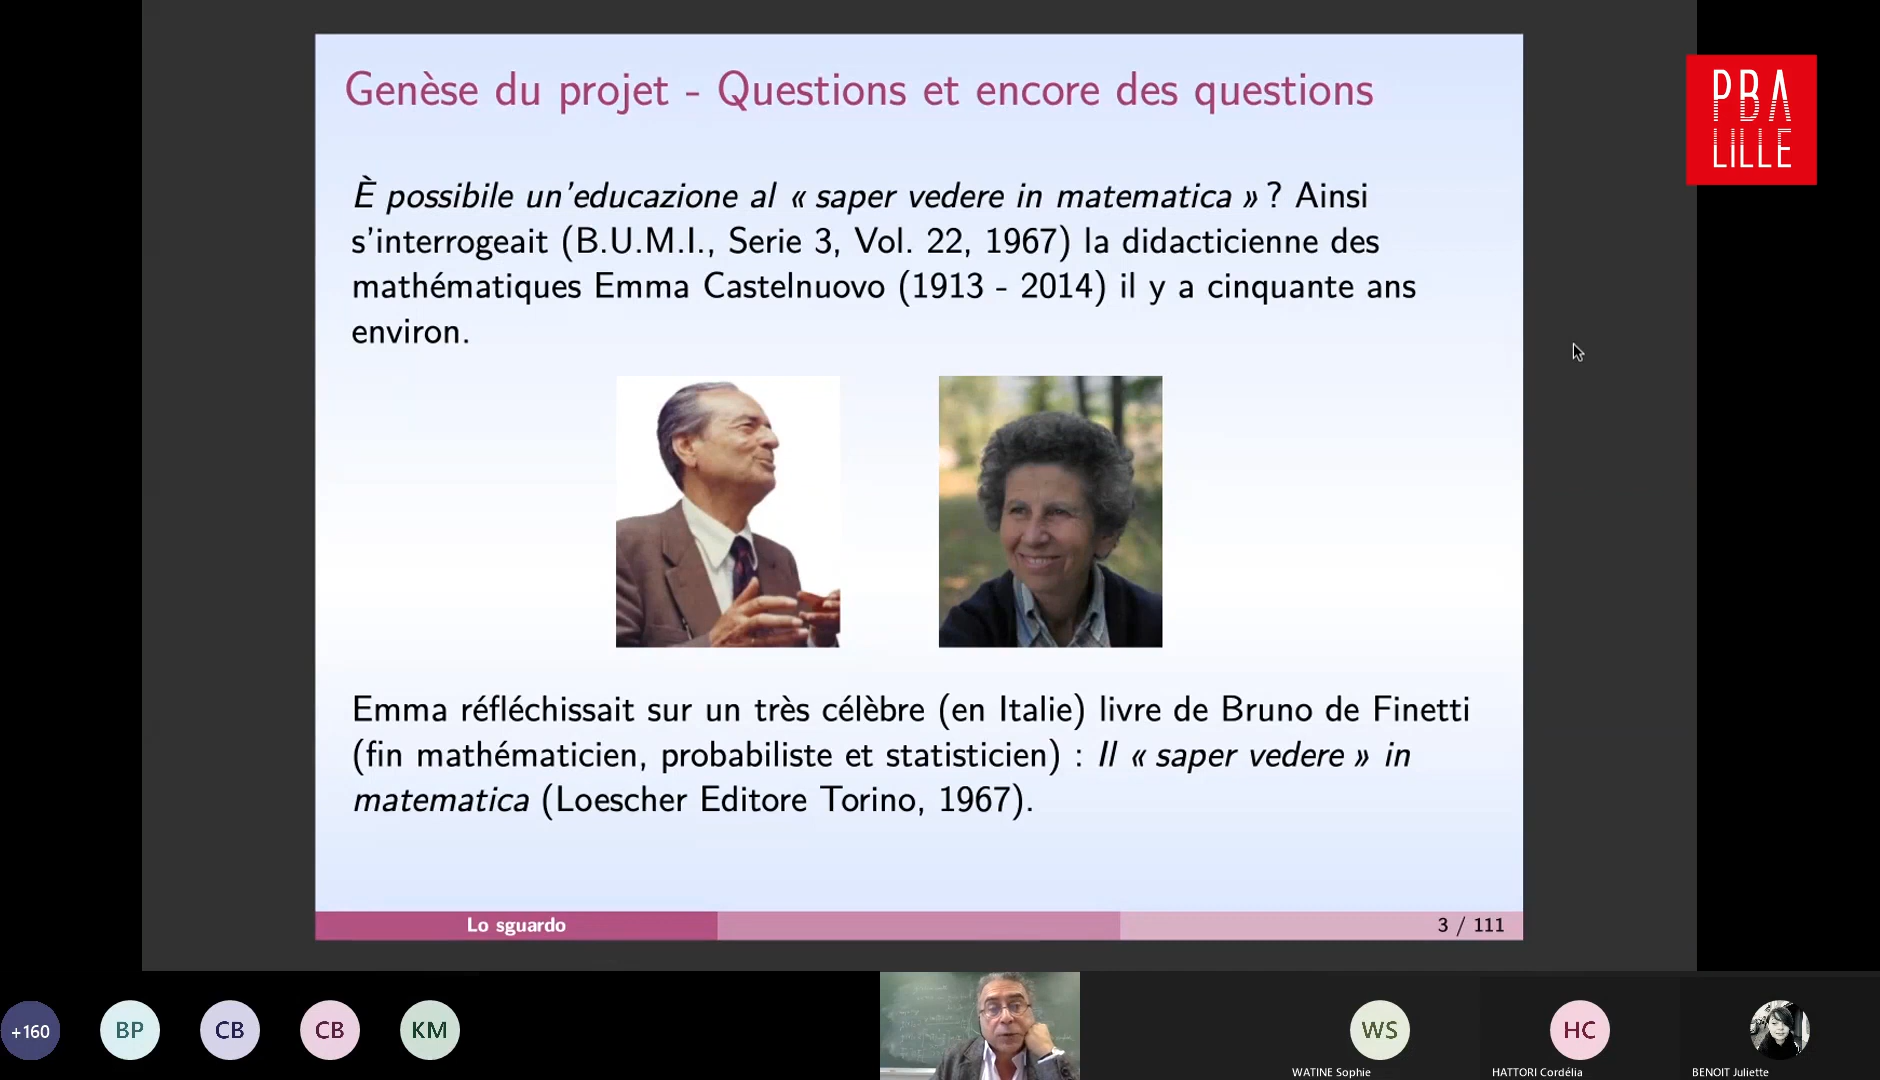 Genèse du projet - Questions et encore des questions
PBA
LILLE
È possibile un'educazione al « saper vedere in matematica » ? Ainsi
s'interrogeait (B.U.M.I., Serie 3, Vol. 22, 1967) la didacticienne des
mathématiques Emma Castelnuovo (1913 - 2014) il y a cinquante ans
environ.
Emma réfléchissait sur un très célèbre (en Italie) livre de Bruno de Finetti
(fin mathématicien, probabiliste et statisticien) : Il « saper vedere » in
matematica (Loescher Editore Torino, 1967).
Lo sguardo
3 / 111
+160
BP
CB
CB
KM
WS
HC
WATINE Sophie
HATTORI Cordélia
BENOIT Juliette